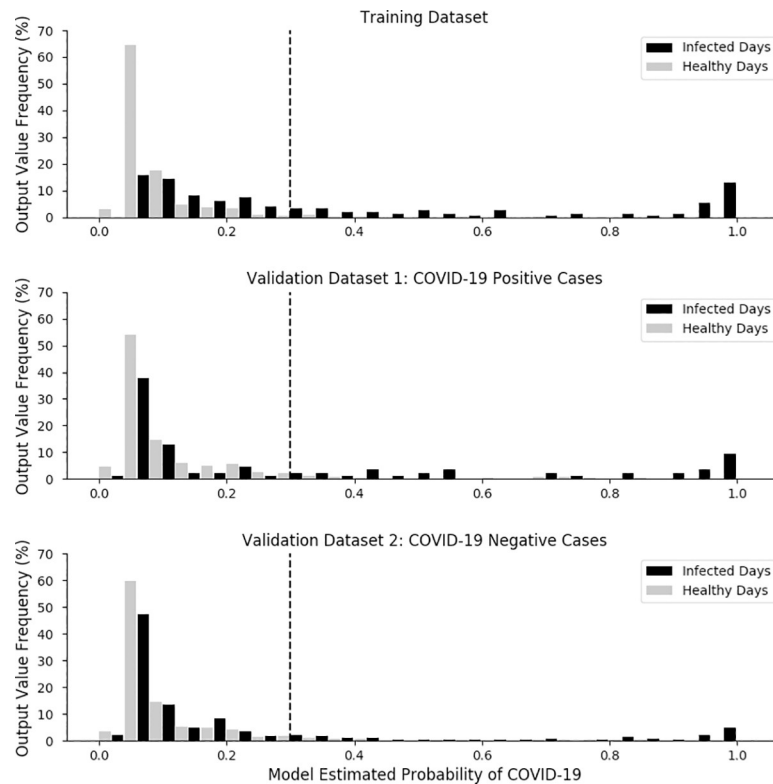 Training Dataset
Output Value Frequency (%)
70
60
50
40
30
20
10
0
0.0 0.2 0.4 0.6 0.8 1.0
Infected Days
Healthy Days
Validation Dataset 1: COVID-19 Positive Cases
Output Value Frequency (%)
70
60
50
40
30
20
10
0
0.0 0.2 0.4 0.6 0.8 1.0
Infected Days
Healthy Days
Validation Dataset 2: COVID-19 Negative Cases
Output Value Frequency (%)
70
60
50
40
30
20
10
0
0.0 0.2 0.4 0.6 0.8 1.0
Infected Days
Healthy Days
Model Estimated Probability of COVID-19